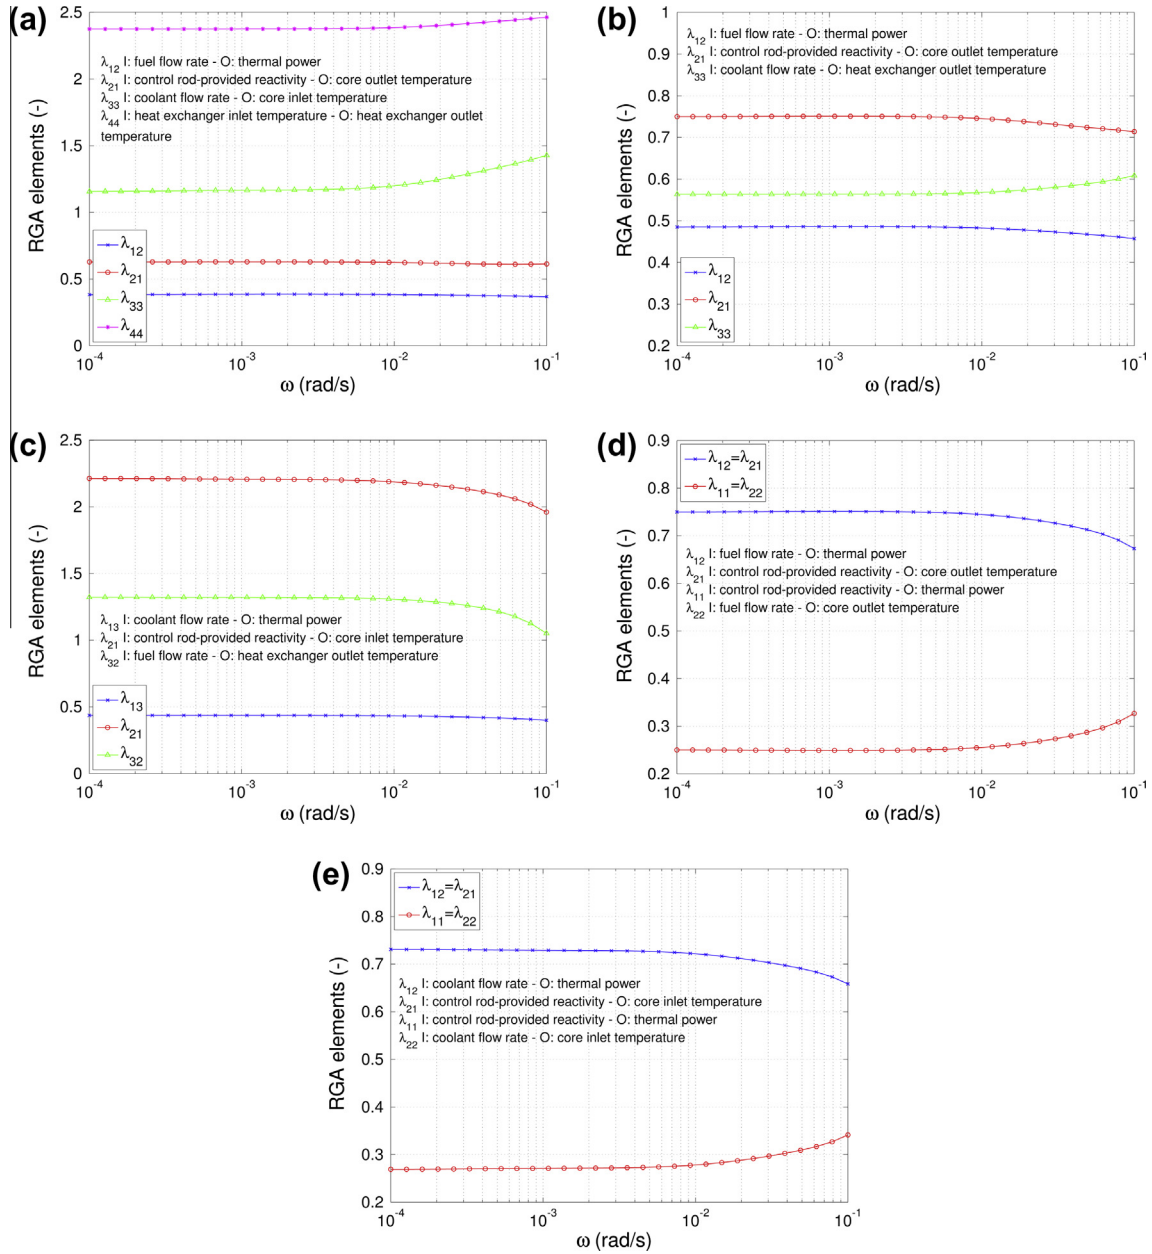 (a)
2.5
2
1.5
1
0.5
0
RGA elements (-)
λ12 I: fuel flow rate - O: thermal power
λ21 I: control rod-provided reactivity - O: core outlet temperature
λ33 I: coolant flow rate - O: core inlet temperature
λ44 I: heat exchanger inlet temperature - O: heat exchanger outlet
temperature
λ12
λ21
λ33
λ44
10-4 10-3 10-2 10-1
ω (rad/s)
(b)
1
0.9
0.8
0.7
0.6
0.5
0.4
0.3
0.2
RGA elements (-)
λ12 I: fuel flow rate - O: thermal power
λ21 I: control rod-provided reactivity - O: core outlet temperature
λ33 I: coolant flow rate - O: heat exchanger outlet temperature
λ12
λ21
λ33
10-4 10-3 10-2 10-1
ω (rad/s)
(c)
2.5
2
1.5
1
0.5
0
RGA elements (-)
λ13 I: coolant flow rate - O: thermal power
λ21 I: control rod-provided reactivity - O: core inlet temperature
λ32 I: fuel flow rate - O: heat exchanger outlet temperature
λ13
λ21
λ32
10-4 10-3 10-2 10-1
ω (rad/s)
(d)
0.9
0.8
0.7
0.6
0.5
0.4
0.3
0.2
RGA elements (-)
λ12=λ21
λ11=λ22
λ12 I: fuel flow rate - O: thermal power
λ21 I: control rod-provided reactivity - O: core outlet temperature
λ11 I: control rod-provided reactivity - O: thermal power
λ22 I: fuel flow rate - O: core outlet temperature
10-4 10-3 10-2 10-1
ω (rad/s)
(e)
0.9
0.8
0.7
0.6
0.5
0.4
0.3
0.2
RGA elements (-)
λ12=λ21
λ11=λ22
λ12 I: coolant flow rate - O: thermal power
λ21 I: control rod-provided reactivity - O: core inlet temperature
λ11 I: control rod-provided reactivity - O: thermal power
λ22 I: coolant flow rate - O: core inlet temperature
10-4 10-3 10-2 10-1
ω (rad/s)